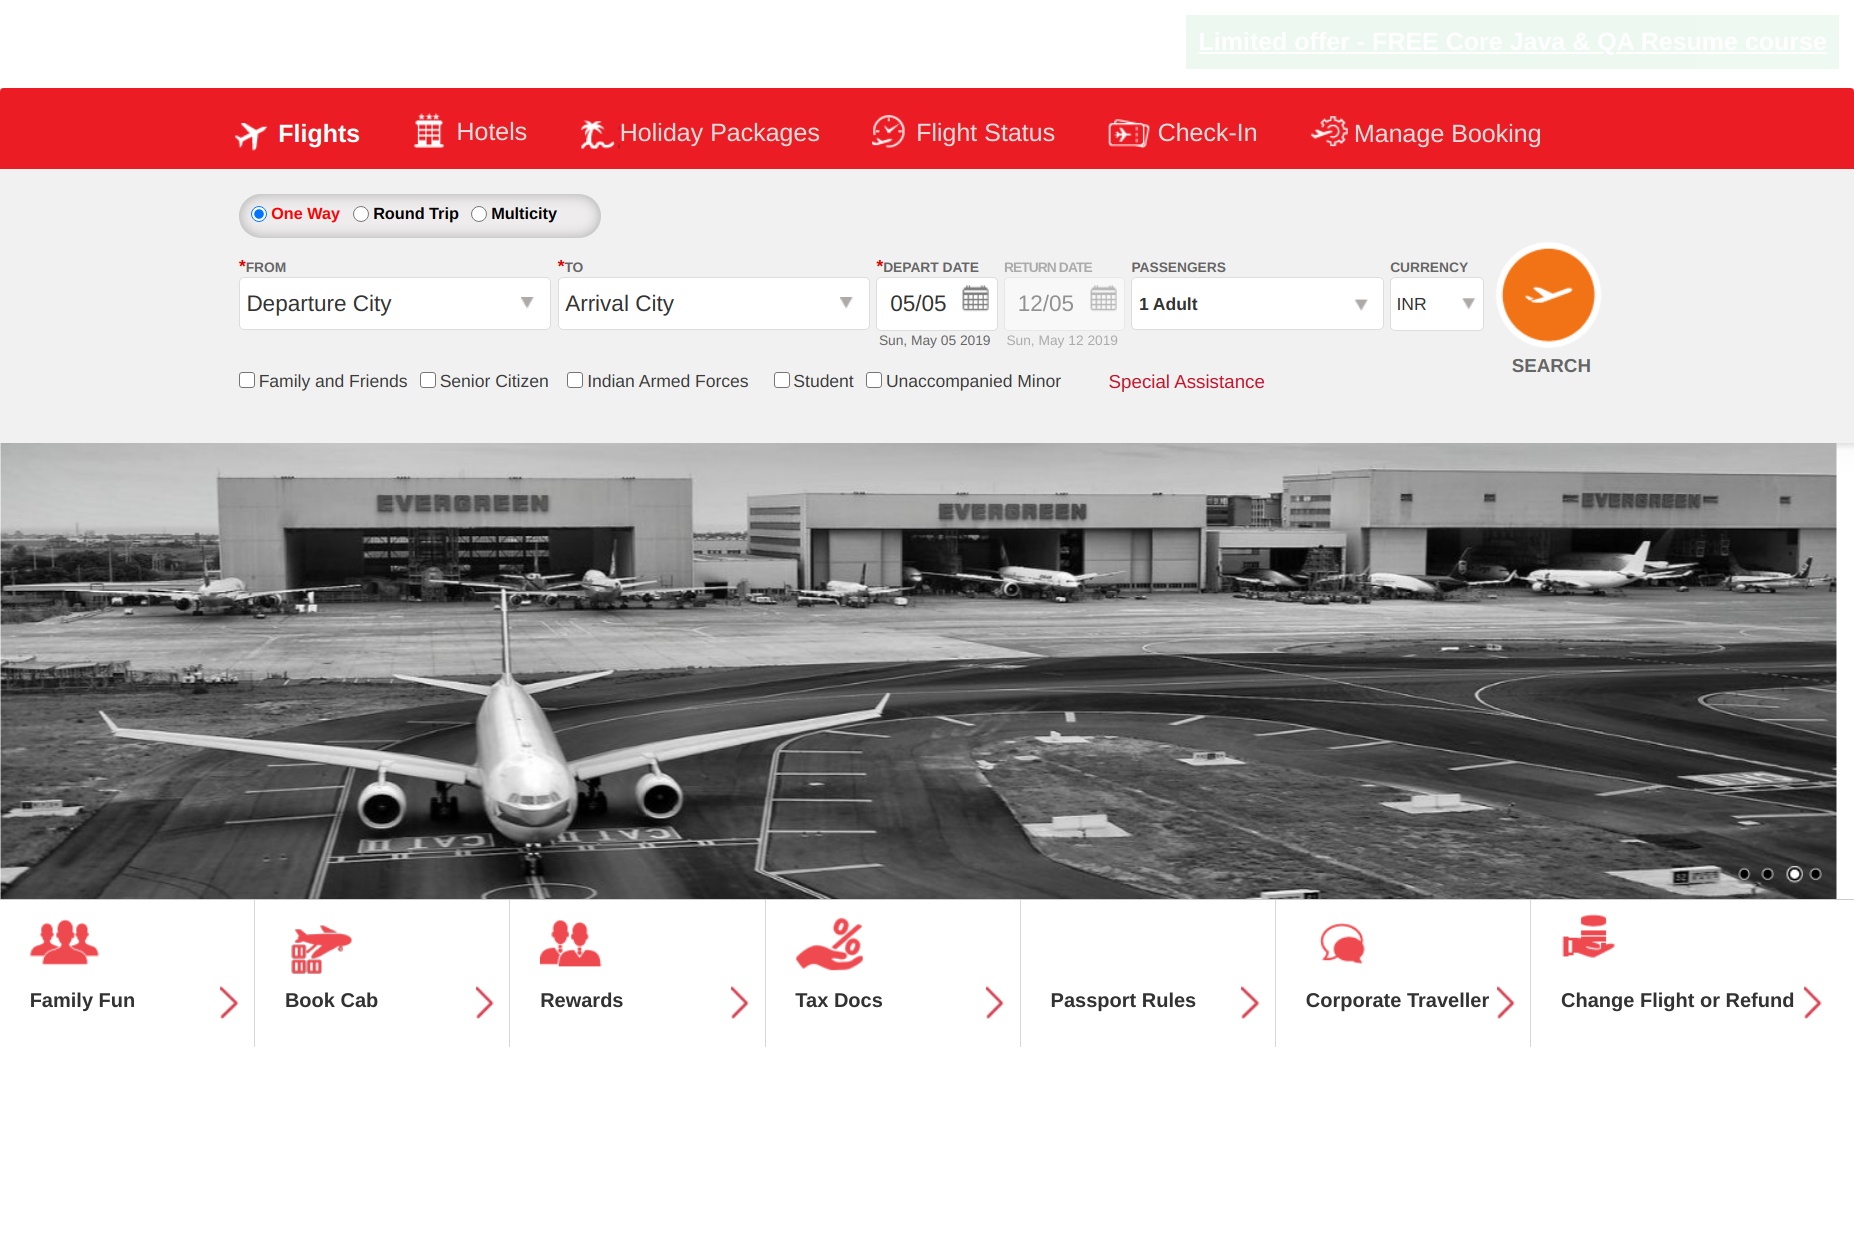 Limited offer - FREE Core Java & QA Resume course
Flights Hotels Holiday Packages Flight Status Check-In Manage Booking
One Way Round Trip Multicity
*FROM *TO *DEPART DATE RETURN DATE PASSENGERS CURRENCY
Departure City Arrival City 05/05 12/05 1 Adult INR
Sun, May 05 2019 Sun, May 12 2019
SEARCH
Family and Friends Senior Citizen Indian Armed Forces Student Unaccompanied Minor Special Assistance
EVERGREEN EVERGREEN EVERGREEN
CAT II CAT II
Family Fun Book Cab Rewards Tax Docs Passport Rules Corporate Traveller Change Flight or Refund